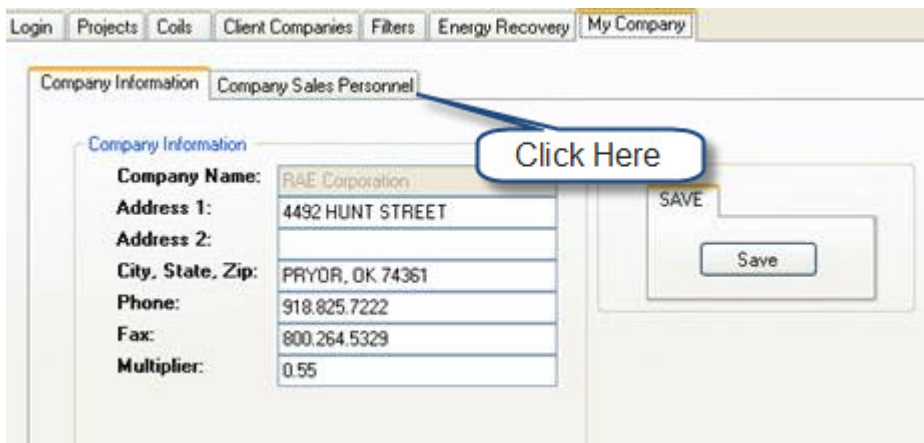 Login Projects Coils Client Companies Filters Energy Recovery My Company
Company Information Company Sales Personnel
Click Here
Company Information
Company Name: RAE Corporation
Address 1: 4492 HUNT STREET
Address 2:
City, State, Zip: PRYOR, OK 74361
Phone: 918.825.7222
Fax: 800.264.5329
Multiplier: 0.55
SAVE
Save